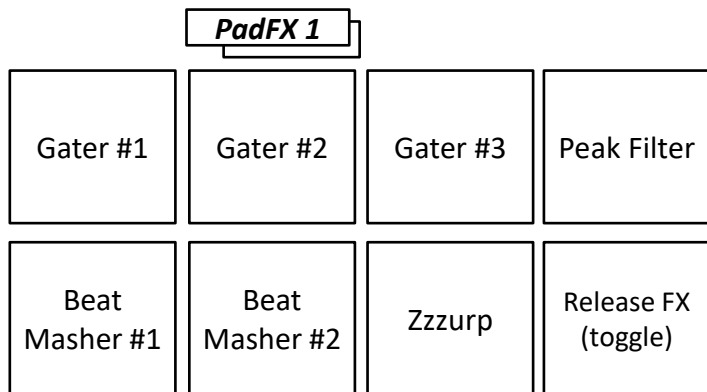 PadFX 1
Gater #1
Gater #2
Gater #3
Peak Filter
Beat
Masher #1
Beat
Masher #2
Zzzurp
Release FX
(toggle)